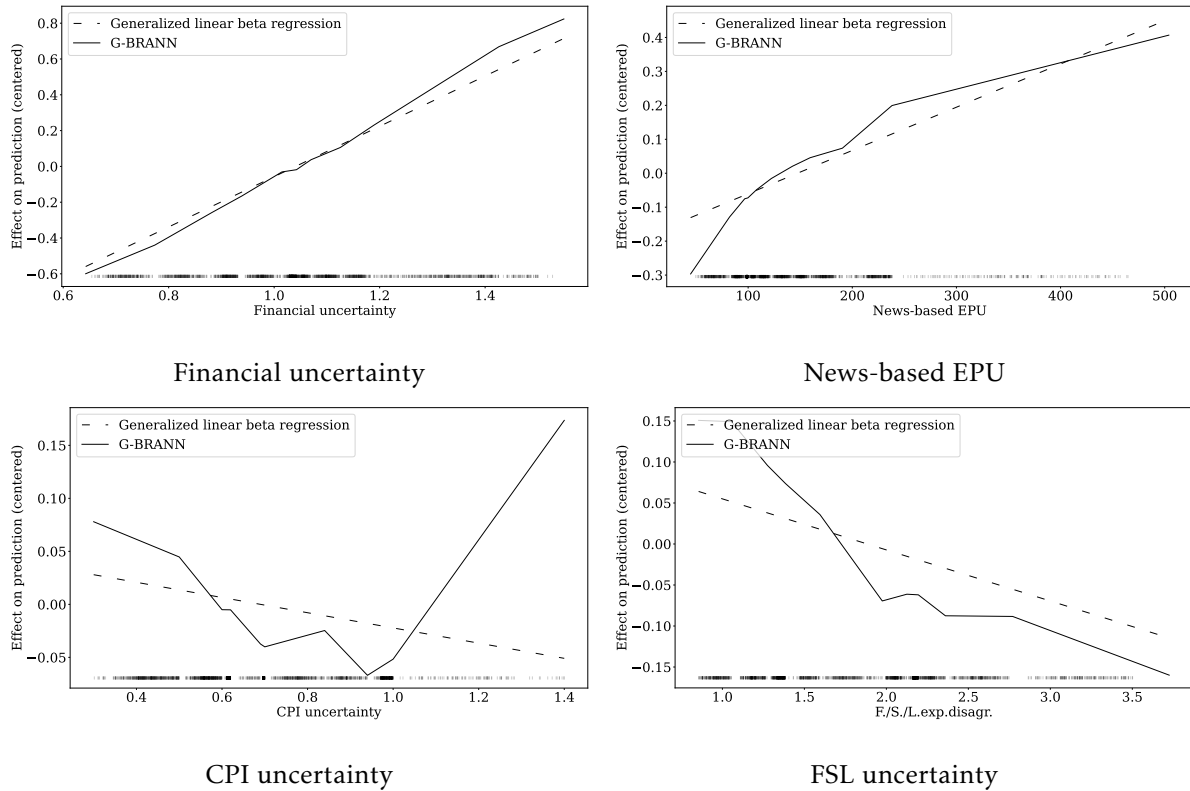 Generalized linear beta regression
G-BRANN
Effect on prediction (centered)
0.8
0.6
0.4
0.2
0.0
−0.2
−0.4
−0.6
0.6 0.8 1.0 1.2 1.4
Financial uncertainty
Financial uncertainty
Generalized linear beta regression
G-BRANN
Effect on prediction (centered)
0.4
0.3
0.2
0.1
0.0
−0.1
−0.2
−0.3
100 200 300 400 500
News-based EPU
News-based EPU
Generalized linear beta regression
G-BRANN
Effect on prediction (centered)
0.15
0.10
0.05
0.00
−0.05
0.4 0.6 0.8 1.0 1.2 1.4
CPI uncertainty
CPI uncertainty
Generalized linear beta regression
G-BRANN
Effect on prediction (centered)
0.15
0.10
0.05
0.00
−0.05
−0.10
−0.15
1.0 1.5 2.0 2.5 3.0 3.5
F./S./L.exp.disagr.
FSL uncertainty